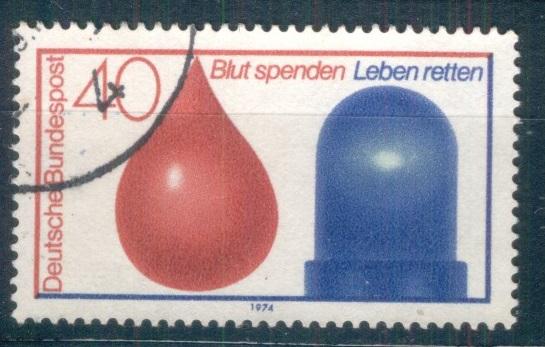 Deutsche Bundespost
40
Blut spenden Leben retten
1974